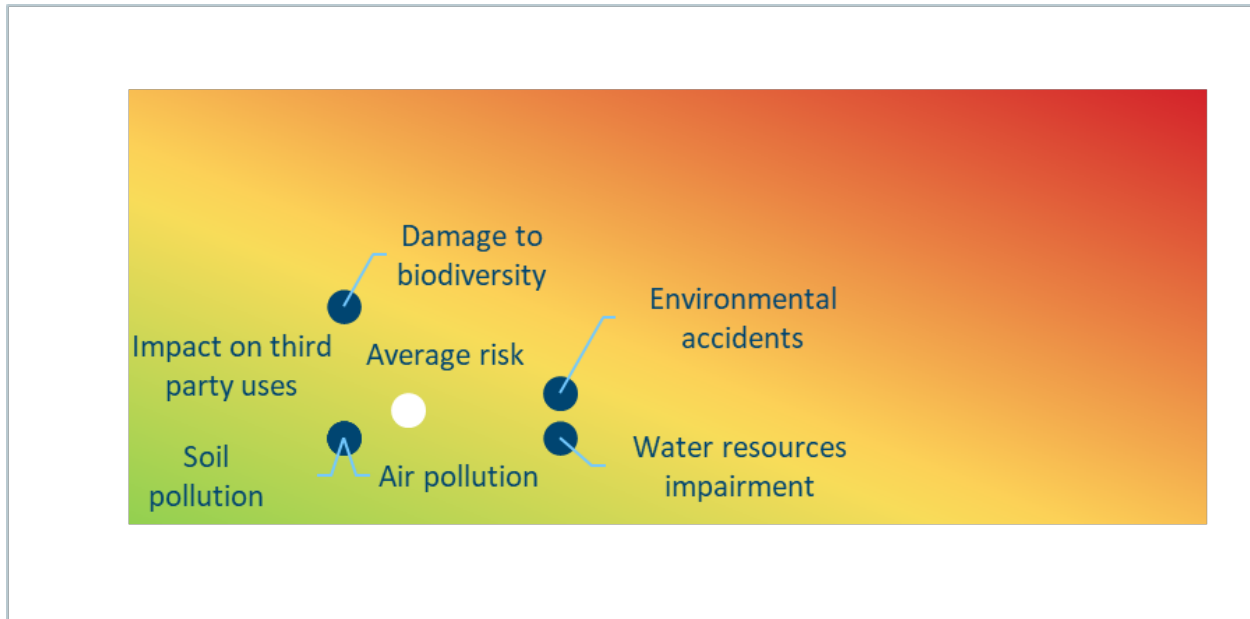 Damage to
biodiversity
Environmental
accidents
Impact on third
party uses
Average risk
Soil
pollution
Air pollution
Water resources
impairment